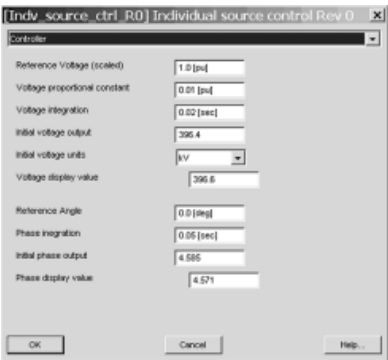 [Indv_source_ctrl_R0] Individual source control Rev 0
Controller
Reference Voltage (scaled) 1.0 [pu]
Voltage proportional constant 0.01 [pu]
Voltage integration 0.02 [sec]
Initial voltage output 396.4
Initial voltage units kV
Voltage display value 396.6
Reference Angle 0.0 [deg]
Phase inegration 0.05 [sec]
Initial phase output 4.585
Phase display value 4.571
OK Cancel Help...